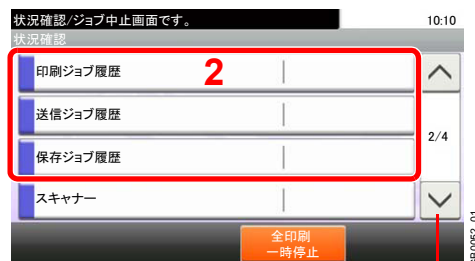 状況確認/ジョブ中止画面です。
10:10
状況確認
印刷ジョブ履歴
2
送信ジョブ履歴
2/4
保存ジョブ履歴
スキャナー
全印刷
一時停止